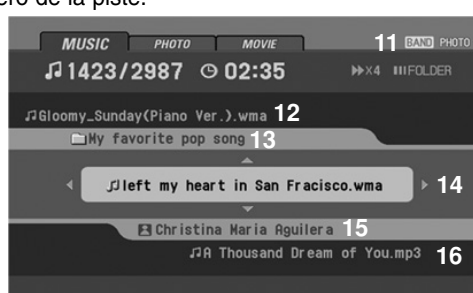 ero de la piste.
MUSIC PHOTO MOVIE 11 BAND PHOTO
1423/2987 02:35 X4 FOLDER
Gloomy_Sunday(Piano Ver.).wma 12
My favorite pop song 13
left my heart in San Fracisco.wma 14
Christina Maria Aguilera 15
A Thousand Dream of You.mp3 16